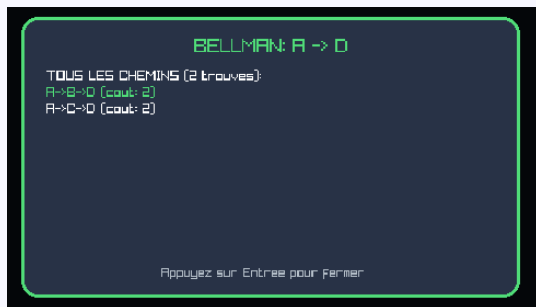 BELLMAN: A -> D
TOUS LES CHEMINS (2 trouves):
A->B->D (cout: 2)
A->C->D (cout: 2)
Appuyez sur Entree pour fermer